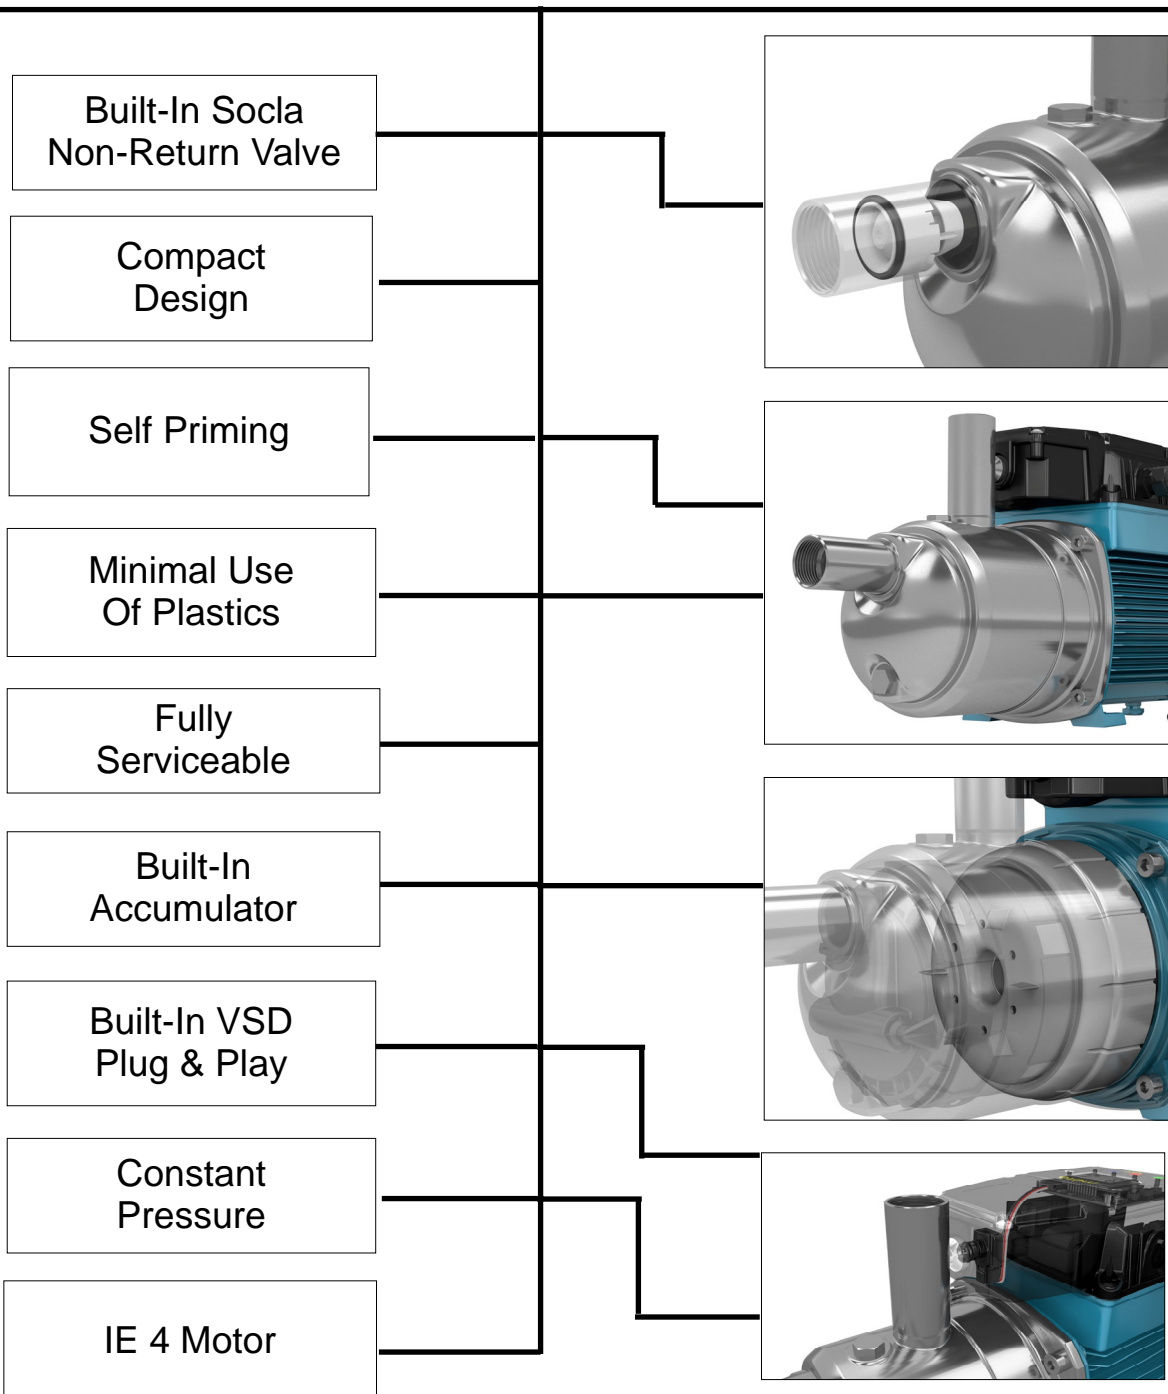 Built-In Socla
Non-Return Valve
Compact
Design
Self Priming
Minimal Use
Of Plastics
Fully
Serviceable
Built-In
Accumulator
Built-In VSD
Plug & Play
Constant
Pressure
IE 4 Motor